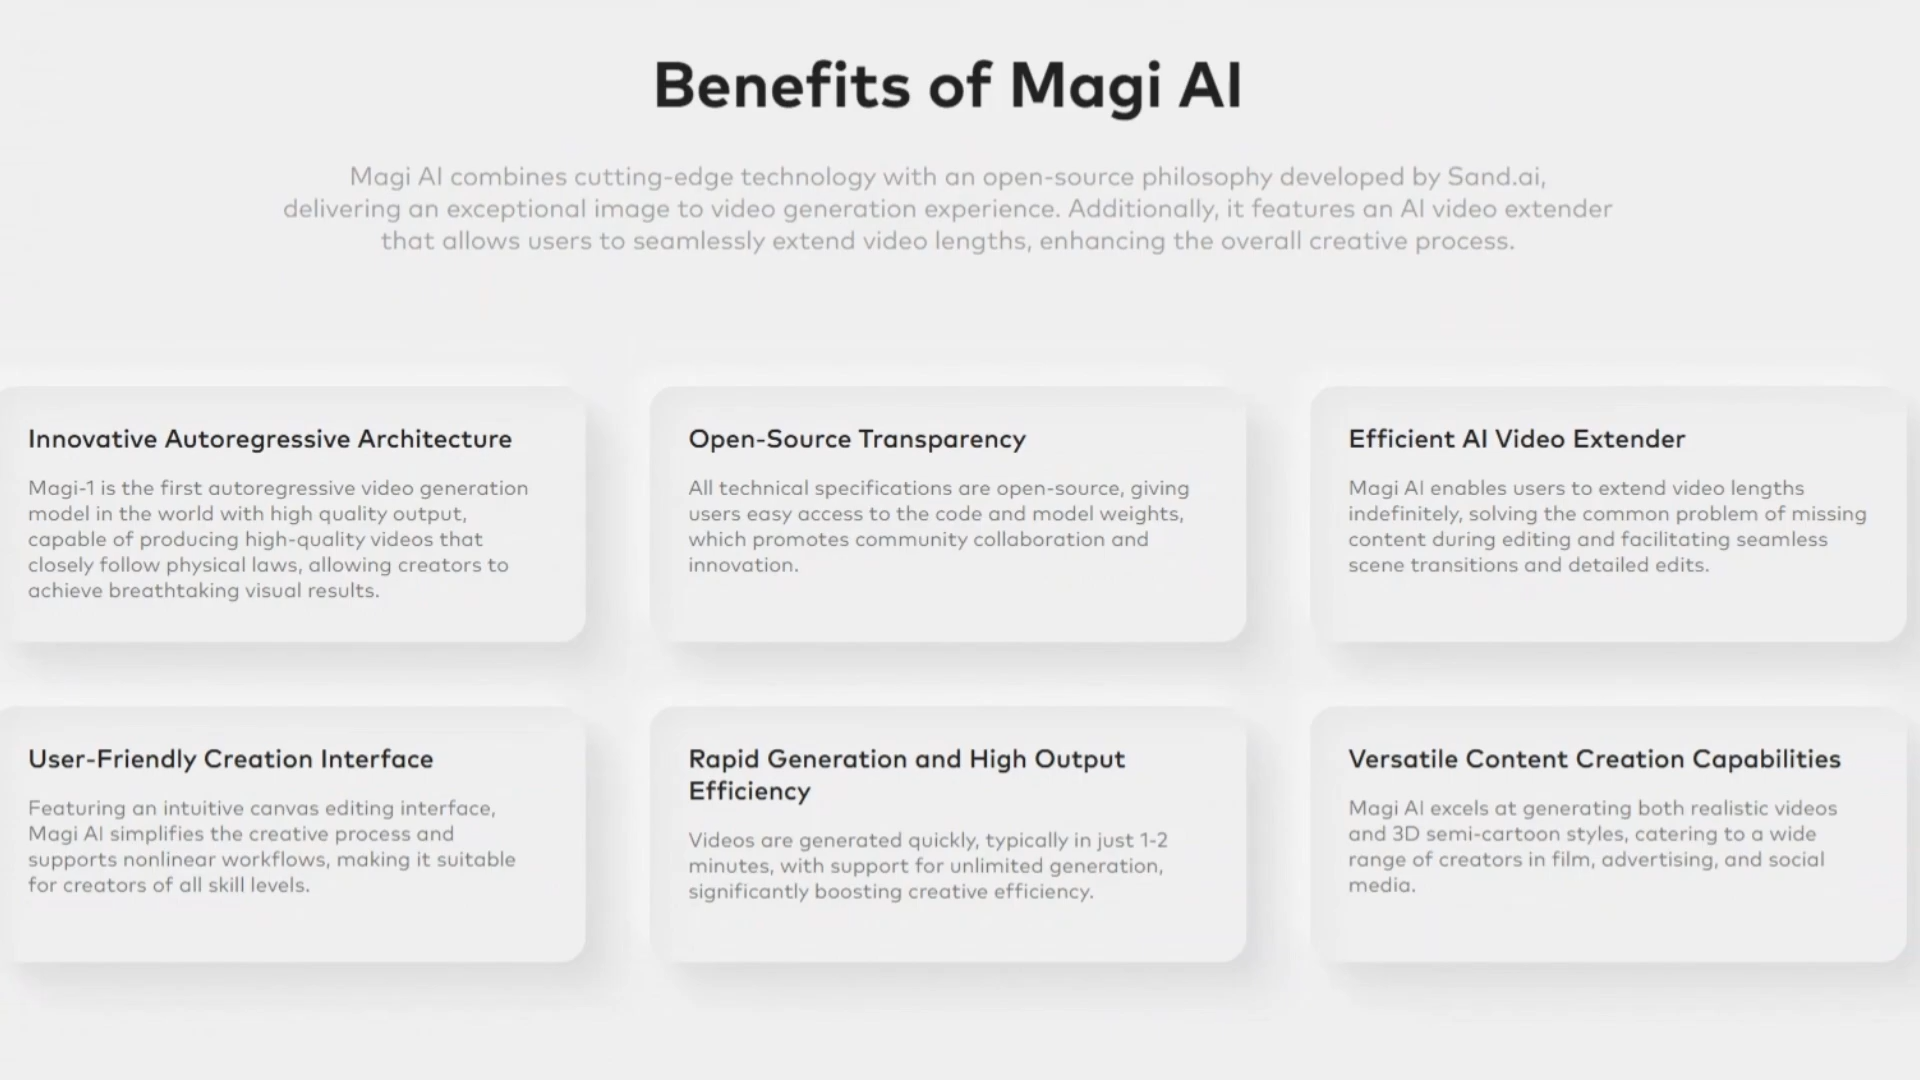 Benefits of Magi AI
Magi AI combines cutting-edge technology with an open-source philosophy developed by Sand.ai,
delivering an exceptional image to video generation experience. Additionally, it features an AI video extender
that allows users to seamlessly extend video lengths, enhancing the overall creative process.
Innovative Autoregressive Architecture
Magi-1 is the first autoregressive video generation
model in the world with high quality output,
capable of producing high-quality videos that
closely follow physical laws, allowing creators to
achieve breathtaking visual results.
Open-Source Transparency
All technical specifications are open-source, giving
users easy access to the code and model weights,
which promotes community collaboration and
innovation.
Efficient AI Video Extender
Magi AI enables users to extend video lengths
indefinitely, solving the common problem of missing
content during editing and facilitating seamless
scene transitions and detailed edits.
User-Friendly Creation Interface
Featuring an intuitive canvas editing interface,
Magi AI simplifies the creative process and
supports nonlinear workflows, making it suitable
for creators of all skill levels.
Rapid Generation and High Output
Efficiency
Videos are generated quickly, typically in just 1-2
minutes, with support for unlimited generation,
significantly boosting creative efficiency.
Versatile Content Creation Capabilities
Magi AI excels at generating both realistic videos
and 3D semi-cartoon styles, catering to a wide
range of creators in film, advertising, and social
media.